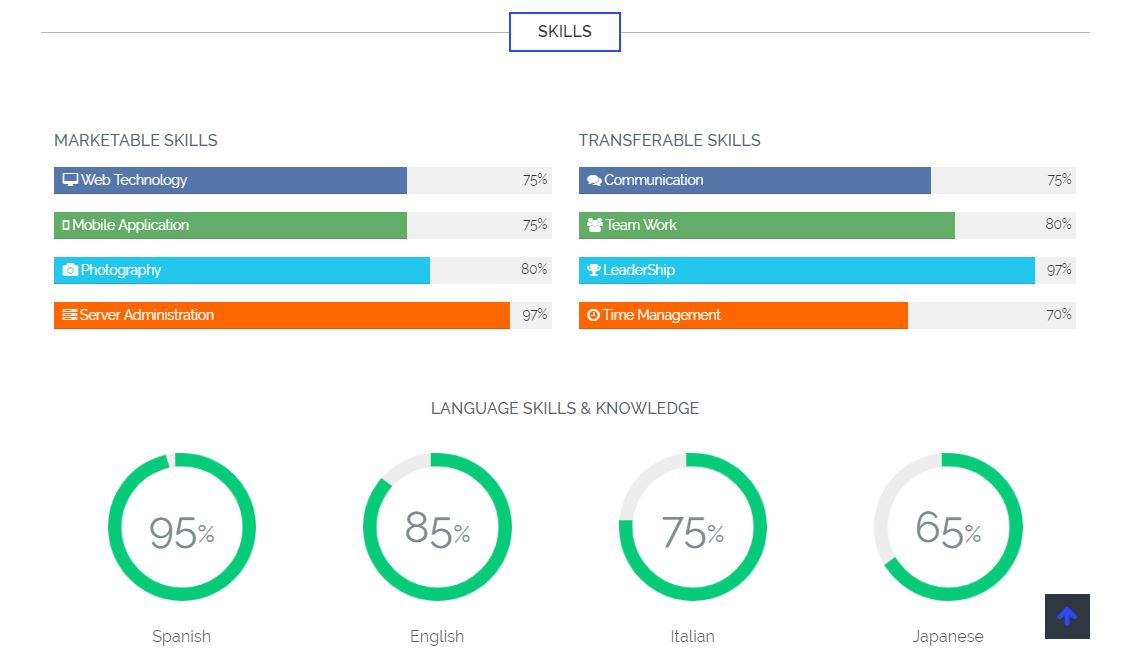 SKILLS
MARKETABLE SKILLS
Web Technology 75%
Mobile Application 75%
Photography 80%
Server Administration 97%
TRANSFERABLE SKILLS
Communication 75%
Team Work 80%
LeaderShip 97%
Time Management 70%
LANGUAGE SKILLS & KNOWLEDGE
95% 85% 75% 65%
Spanish English Italian Japanese